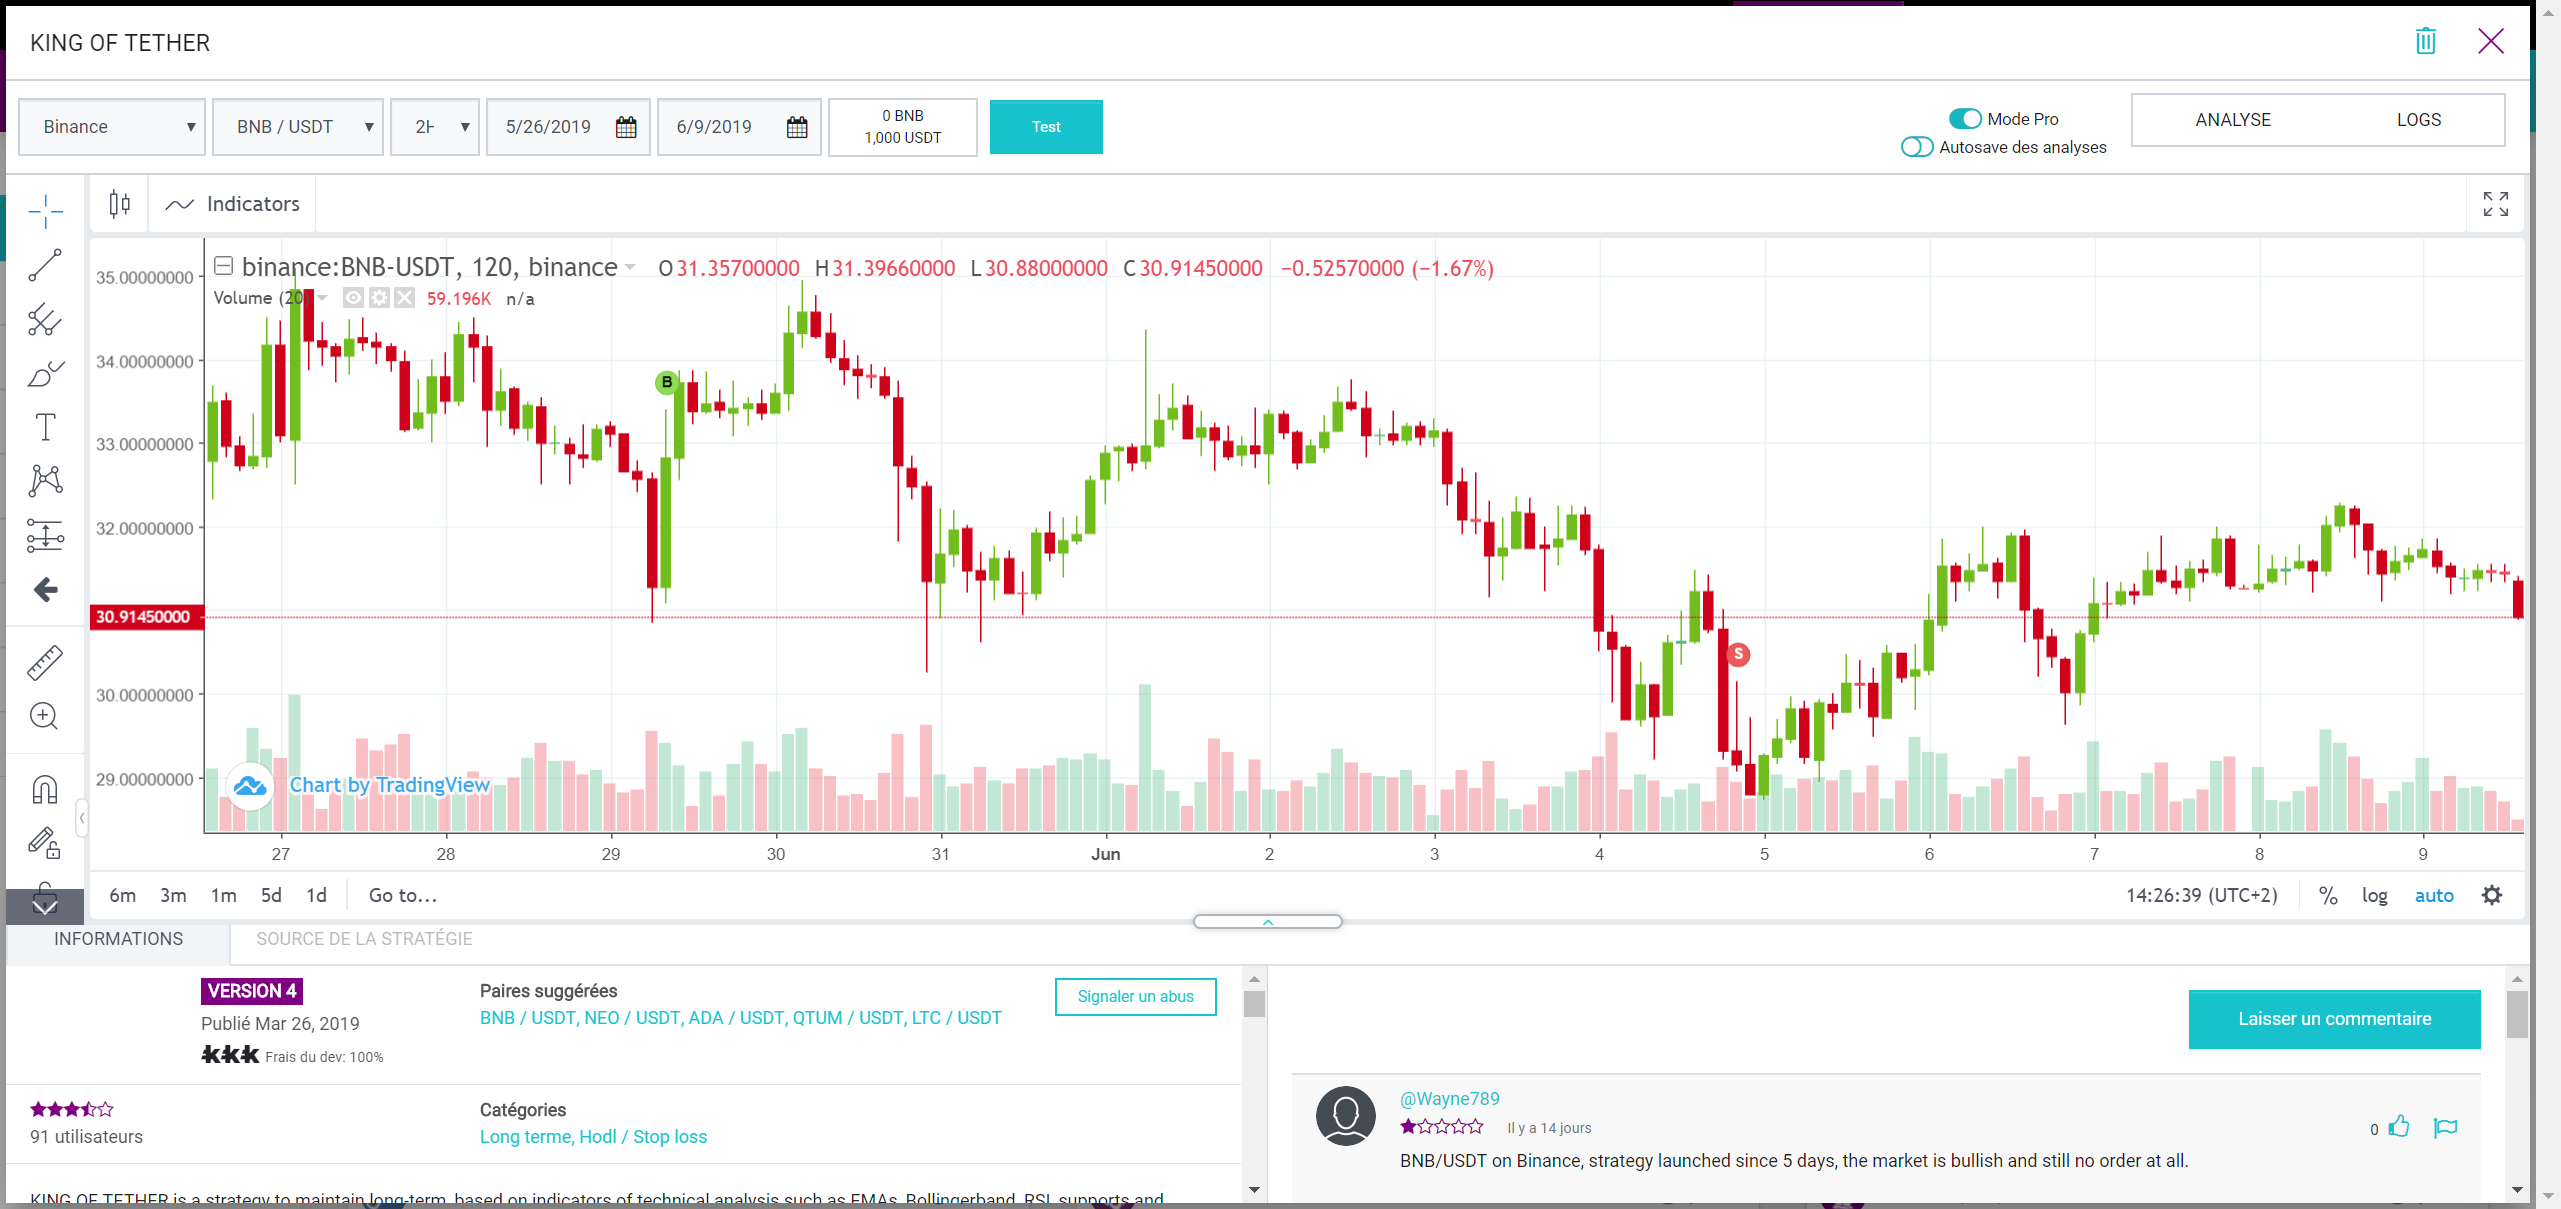 KING OF TETHER
Binance
BNB / USDT
5/26/2019
6/9/2019
0 BNB
1,000 USDT
Test
Mode Pro
Autosave des analyses
ANALYSE
LOGS
Indicators
binance:BNB-USDT, 120, binance
O 31.35700000 H 31.39660000 L 30.88000000 C 30.91450000 −0.52570000 (−1.67%)
Volume (20)
59.196K n/a
35.00000000
34.00000000
33.00000000
32.00000000
30.91450000
30.00000000
29.00000000
B
S
Chart by TradingView
27 28 29 30 31 Jun 2 3 4 5 6 7 8 9
6m 3m 1m 5d 1d Go to...
14:26:39 (UTC+2) % log auto
INFORMATIONS
SOURCE DE LA STRATÉGIE
VERSION 4
Publié Mar 26, 2019
Frais du dev: 100%
Paires suggérées
BNB / USDT, NEO / USDT, ADA / USDT, QTUM / USDT, LTC / USDT
Signaler un abus
91 utilisateurs
Catégories
Long terme, Hodl / Stop loss
KING OF TETHER is a strategy to maintain long-term, based on indicators of technical analysis such as EMAs, Bollingerband, RSI, supports and
Laisser un commentaire
@Wayne789
Il y a 14 jours
0
BNB/USDT on Binance, strategy launched since 5 days, the market is bullish and still no order at all.